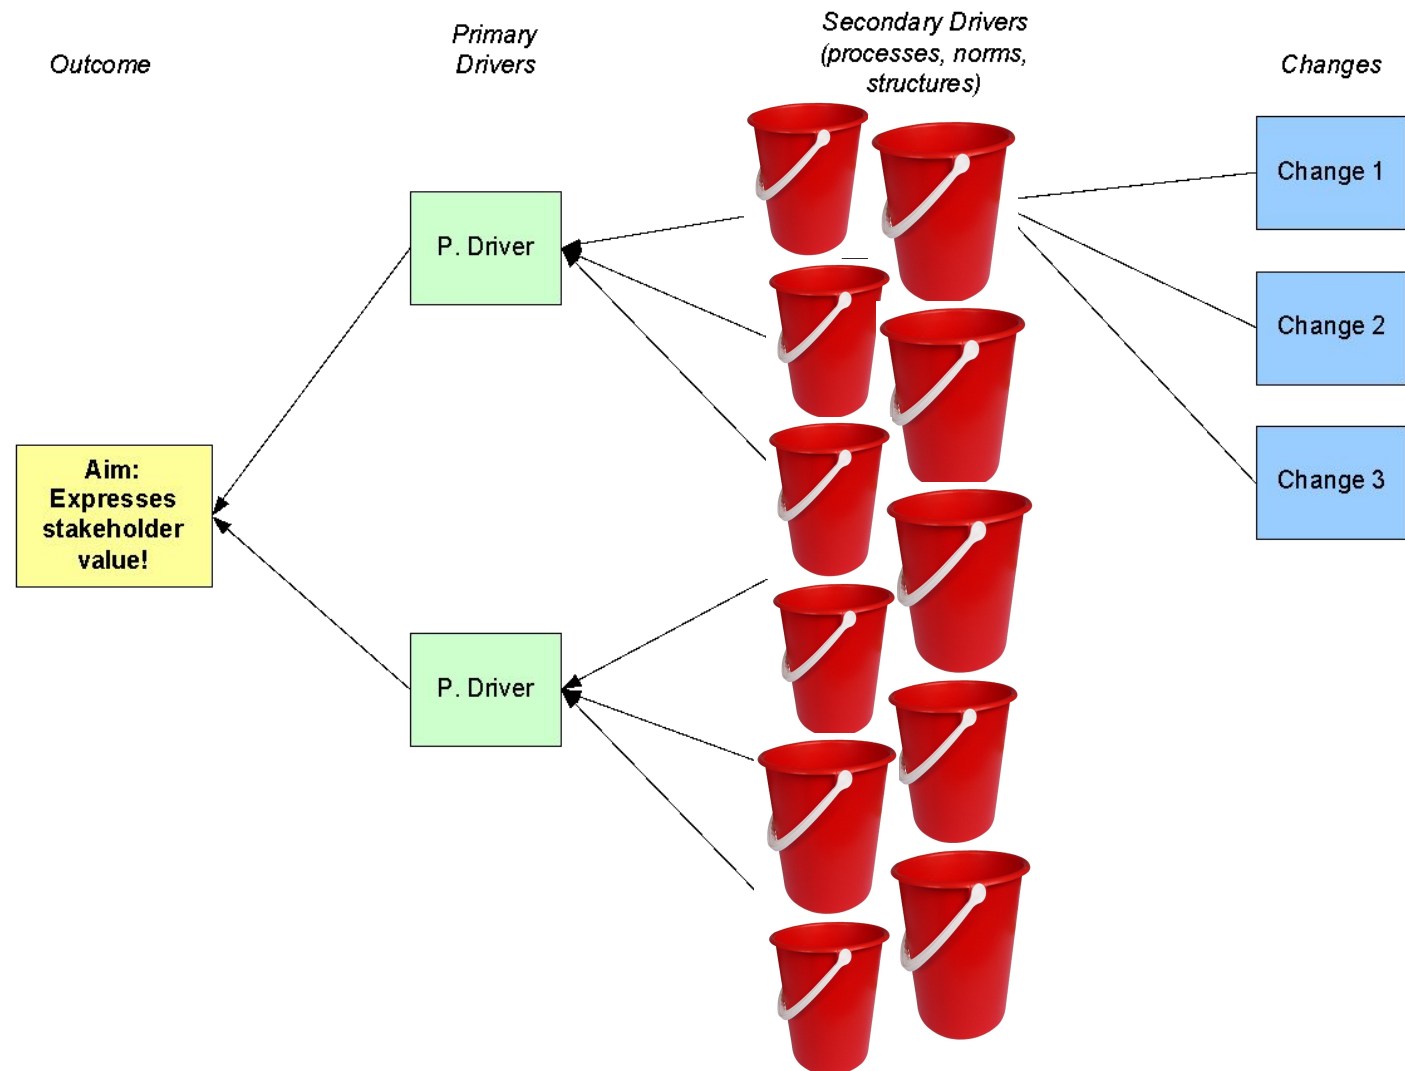 Outcome
Primary
Drivers
Secondary Drivers
(processes, norms,
structures)
Changes
P. Driver
Aim:
Expresses
stakeholder
value!
P. Driver
Change 1
Change 2
Change 3